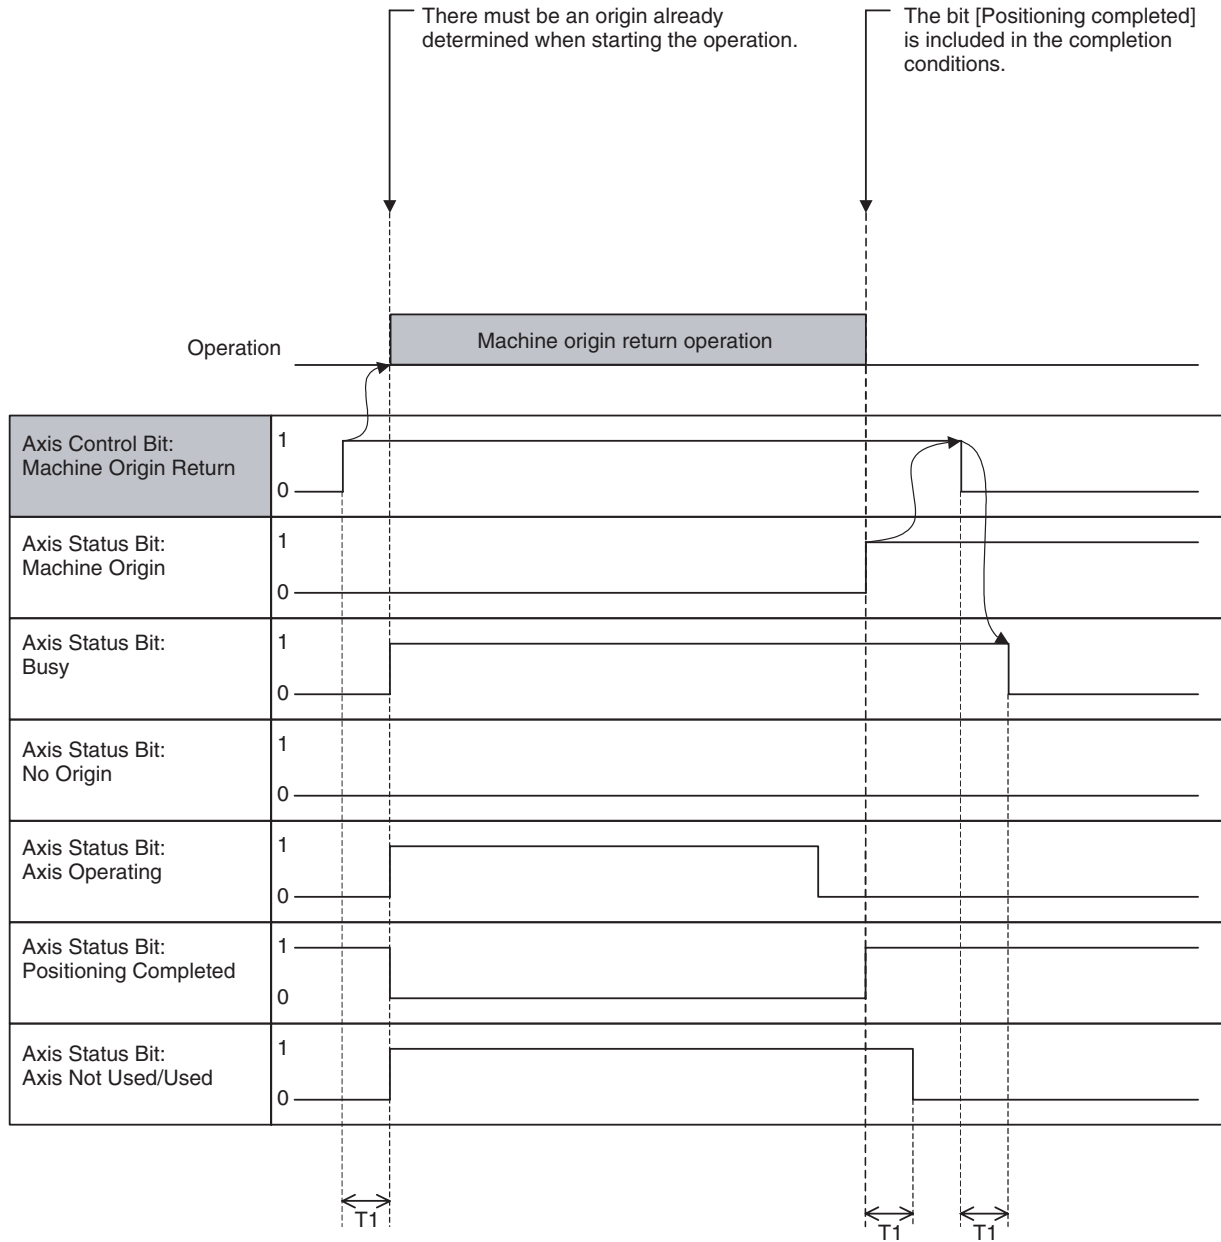 There must be an origin already
determined when starting the operation.
The bit [Positioning completed]
is included in the completion
conditions.
Operation
Machine origin return operation
Axis Control Bit:
Machine Origin Return
1
0
Axis Status Bit:
Machine Origin
1
0
Axis Status Bit:
Busy
1
0
Axis Status Bit:
No Origin
1
0
Axis Status Bit:
Axis Operating
1
0
Axis Status Bit:
Positioning Completed
1
0
Axis Status Bit:
Axis Not Used/Used
1
0
T1
T1
T1